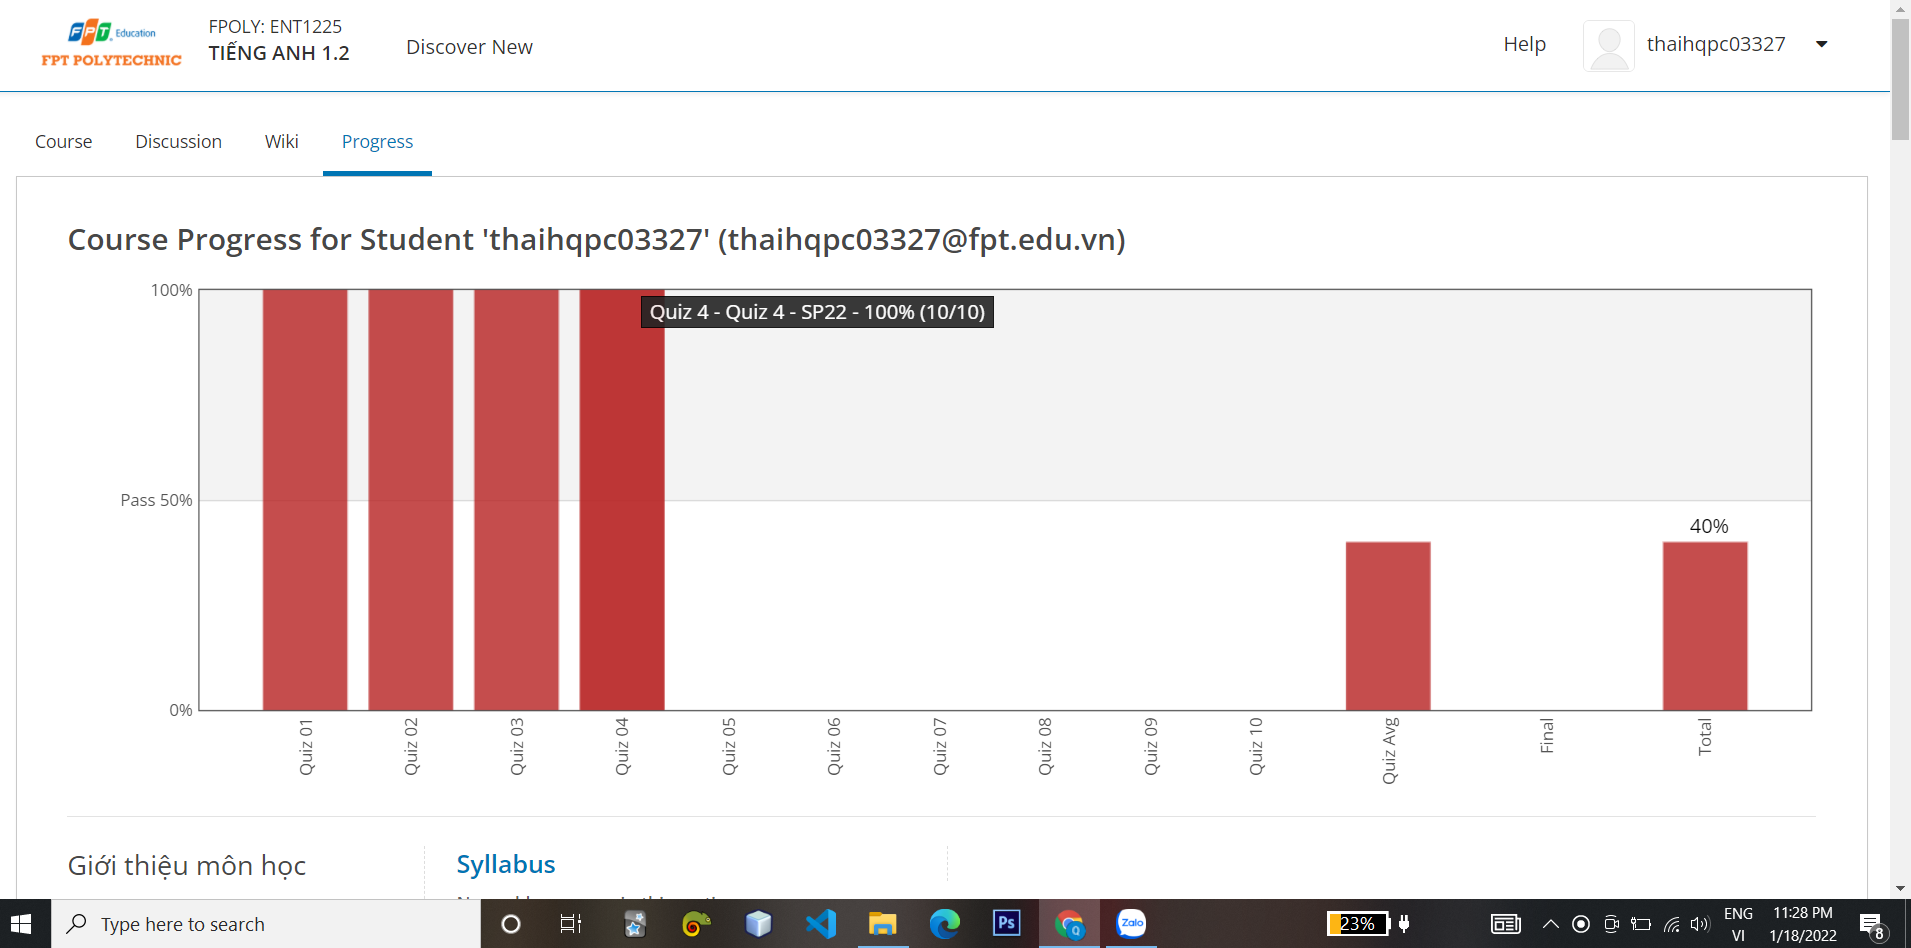 FPT Education
FPT POLYTECHNIC
FPOLY: ENT1225
TIẾNG ANH 1.2
Discover New
Help
thaihqpc03327
Course
Discussion
Wiki
Progress
Course Progress for Student 'thaihqpc03327' (thaihqpc03327@fpt.edu.vn)
100%
Quiz 4 - Quiz 4 - SP22 - 100% (10/10)
Pass 50%
40%
0%
Quiz 01
Quiz 02
Quiz 03
Quiz 04
Quiz 05
Quiz 06
Quiz 07
Quiz 08
Quiz 09
Quiz 10
Quiz Avg
Final
Total
Giới thiệu môn học
Syllabus
Type here to search
Ps
Q
Zalo
23%
ENG
VI
11:28 PM
1/18/2022
8